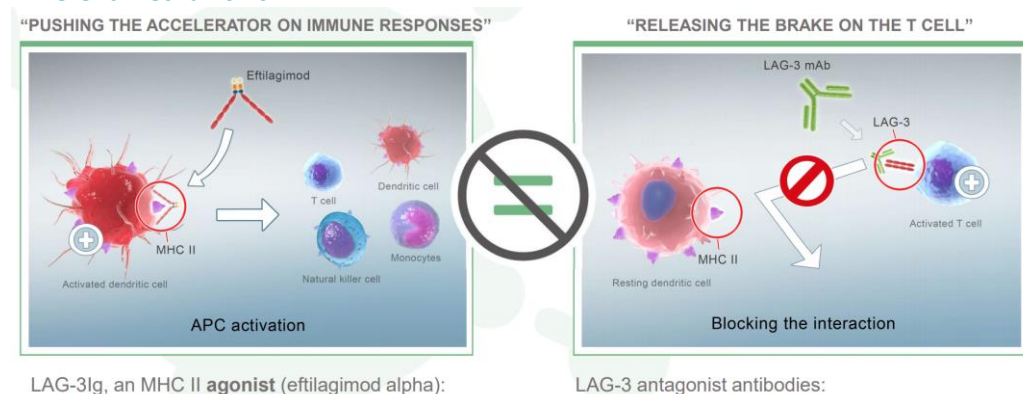 “PUSHING THE ACCELERATOR ON IMMUNE RESPONSES”
Eftilagimod
T cell
Dendritic cell
MHC II
Natural killer cell
Monocytes
Activated dendritic cell
APC activation
LAG-3Ig, an MHC II agonist (eftilagimod alpha):
“RELEASING THE BRAKE ON THE T CELL”
LAG-3 mAb
LAG-3
Activated T cell
MHC II
Resting dendritic cell
Blocking the interaction
LAG-3 antagonist antibodies: